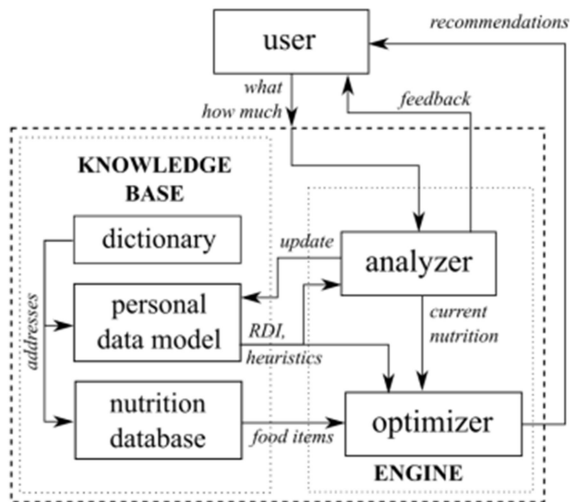 recommendations
user
what
how much
feedback
KNOWLEDGE
BASE
dictionary
update
analyzer
addresses
personal
data model
RDI,
heuristics
current
nutrition
nutrition
database
food items
optimizer
ENGINE